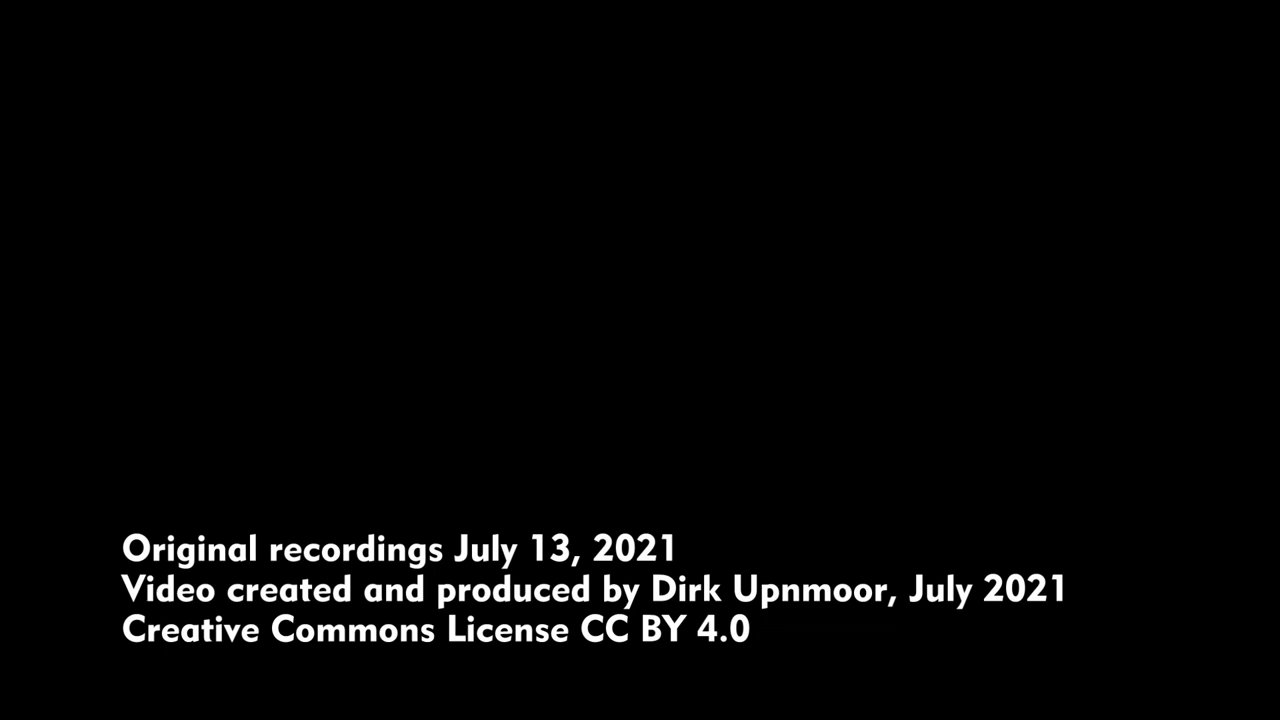 Original recordings July 13, 2021
Video created and produced by Dirk Upnmoor, July 2021
Creative Commons License CC BY 4.0